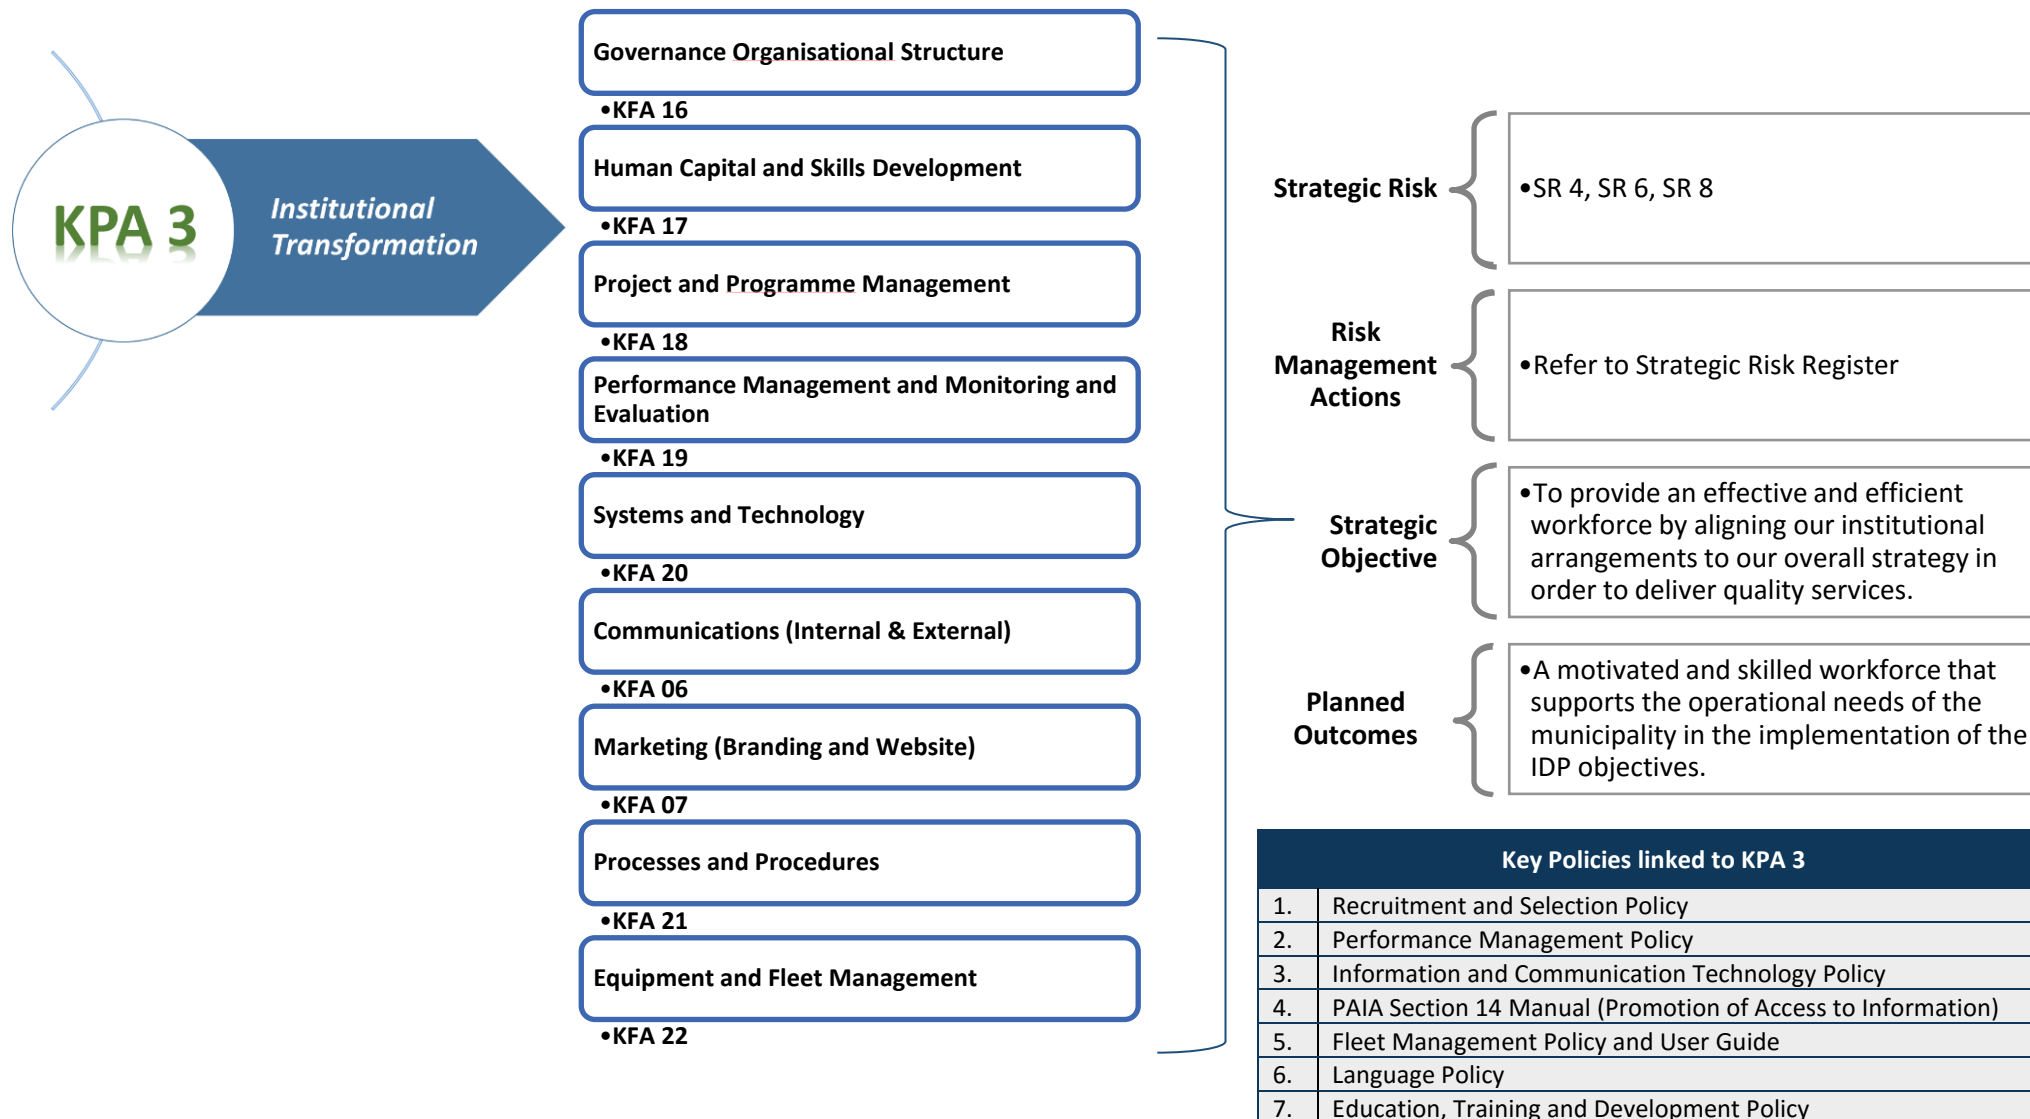 KPA 3
Institutional
Transformation
Governance Organisational Structure
•KFA 16
Human Capital and Skills Development
•KFA 17
Project and Programme Management
•KFA 18
Performance Management and Monitoring and
Evaluation
•KFA 19
Systems and Technology
•KFA 20
Communications (Internal & External)
•KFA 06
Marketing (Branding and Website)
•KFA 07
Processes and Procedures
•KFA 21
Equipment and Fleet Management
•KFA 22
Strategic Risk
•SR 4, SR 6, SR 8
Risk
Management
Actions
•Refer to Strategic Risk Register
Strategic
Objective
•To provide an effective and efficient
workforce by aligning our institutional
arrangements to our overall strategy in
order to deliver quality services.
Planned
Outcomes
•A motivated and skilled workforce that
supports the operational needs of the
municipality in the implementation of the
IDP objectives.
Key Policies linked to KPA 3
1. Recruitment and Selection Policy
2. Performance Management Policy
3. Information and Communication Technology Policy
4. PAIA Section 14 Manual (Promotion of Access to Information)
5. Fleet Management Policy and User Guide
6. Language Policy
7. Education, Training and Development Policy